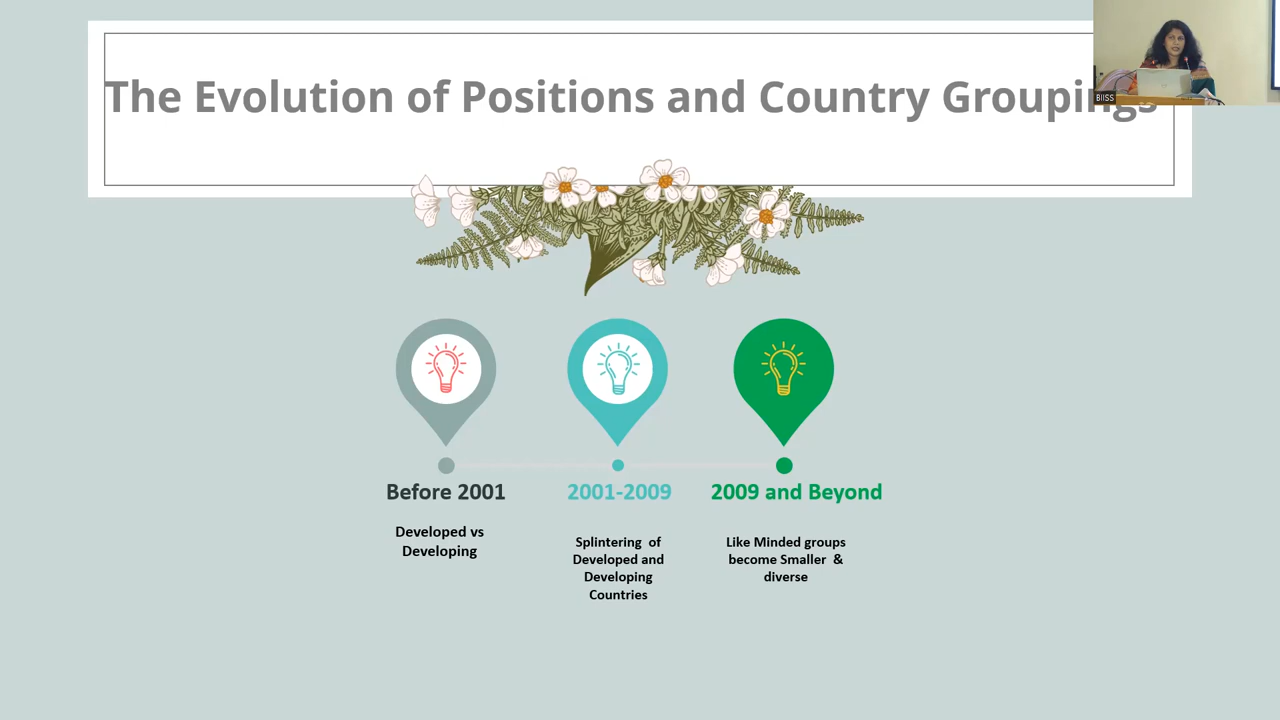 The Evolution of Positions and Country Groupings
BIISS
Before 2001
2001-2009
2009 and Beyond
Developed vs
Developing
Splintering of
Developed and
Developing
Countries
Like Minded groups
become Smaller &
diverse